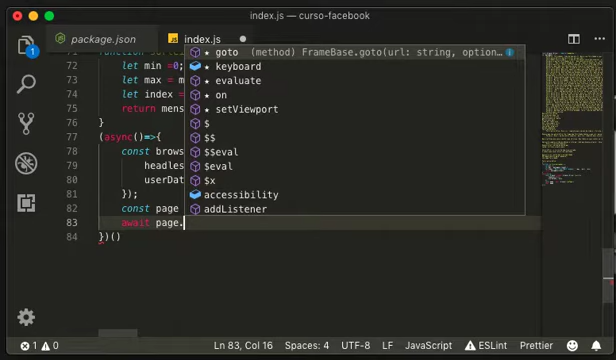 index.js — curso-facebook
package.json
index.js
1
72 let min =0;
73 let max = m
74 let index =
75 return mens
76 }
77 (async()=>{
78 const brows
79 headles
80 userDat
81 });
82 const page
83 await page.
84 })()
★ goto (method) FrameBase.goto(url: string, option…
★ keyboard
★ evaluate
★ on
★ setViewport
$
$$
$$eval
$eval
$x
accessibility
addListener
1 0 Ln 83, Col 16 Spaces: 4 UTF-8 LF JavaScript ESLint Prettier 1